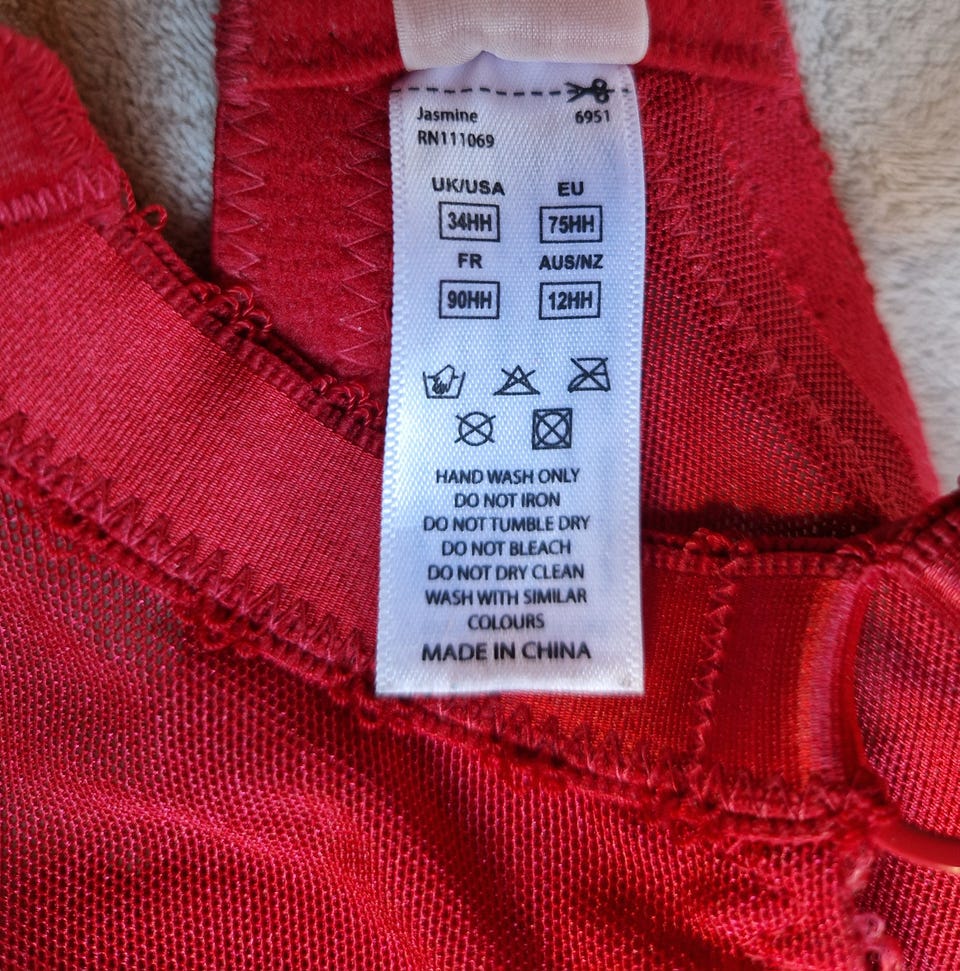 Jasmine 6951
RN111069
UK/USA EU
34HH 75HH
FR AUS/NZ
90HH 12HH
HAND WASH ONLY
DO NOT IRON
DO NOT TUMBLE DRY
DO NOT BLEACH
DO NOT DRY CLEAN
WASH WITH SIMILAR
COLOURS
MADE IN CHINA